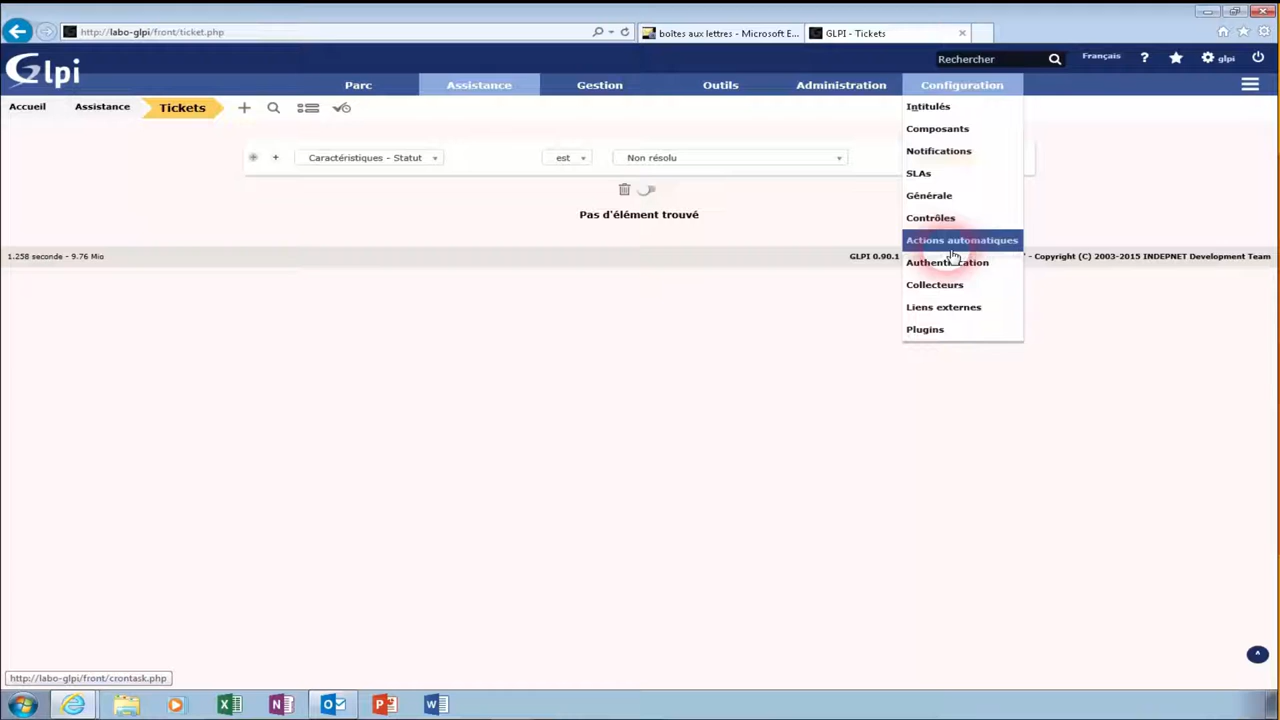 http://labo-glpi/front/ticket.php
boîtes aux lettres - Microsoft E...
GLPI - Tickets
Glpi
Rechercher
Français
?
glpi
Parc
Assistance
Gestion
Outils
Administration
Configuration
Accueil
Assistance
Tickets
Intitulés
Composants
Notifications
SLAs
Générale
Contrôles
Actions automatiques
Authentification
Collecteurs
Liens externes
Plugins
Caractéristiques - Statut
est
Non résolu
Pas d'élément trouvé
1.258 seconde - 9.76 Mio
GLPI 0.90.1 - Copyright (C) 2003-2015 INDEPNET Development Team
http://labo-glpi/front/crontask.php